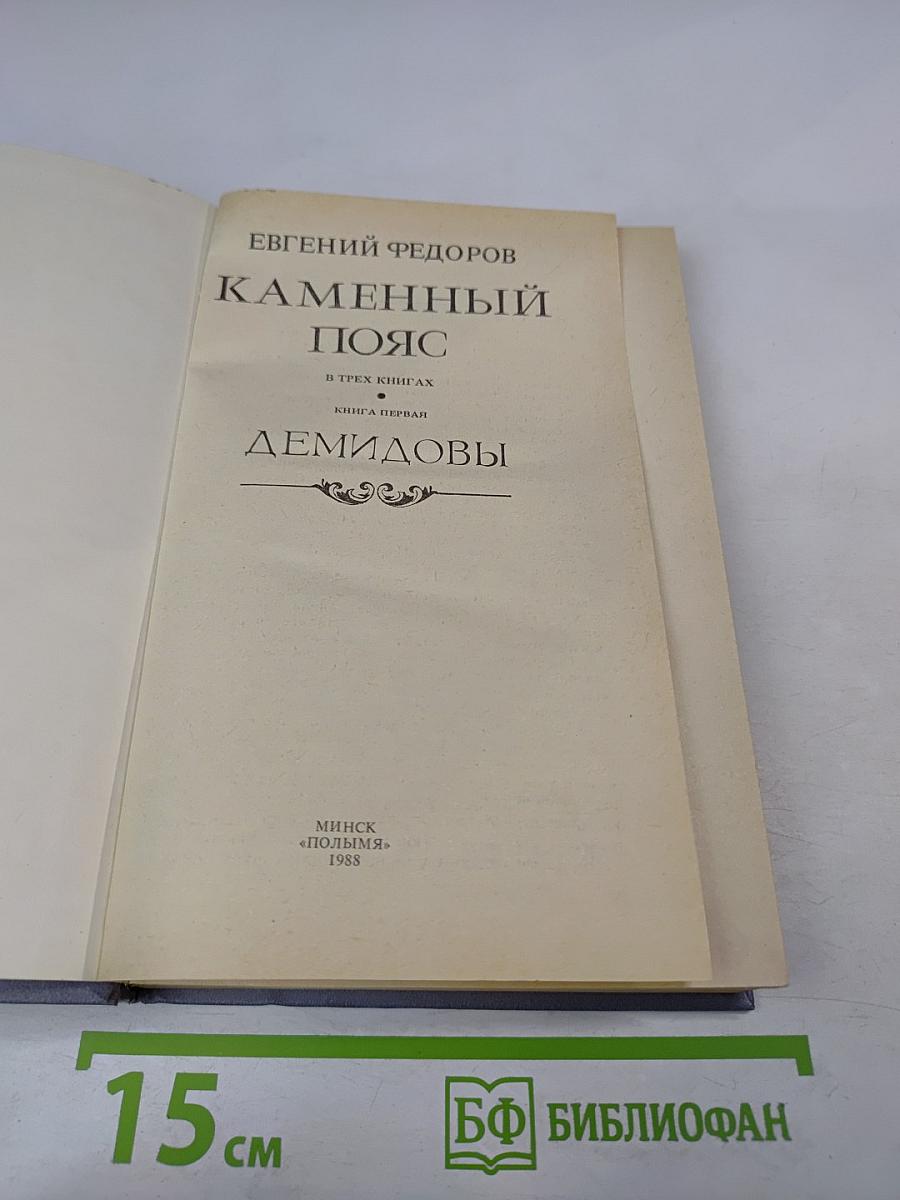 ЕВГЕНИЙ ФЕДОРОВ
КАМЕННЫЙ
ПОЯС
В ТРЕХ КНИГАХ
КНИГА ПЕРВАЯ
ДЕМИДОВЫ
МИНСК
«ПОЛЫМЯ»
1988
15 см
БФ БИБЛИОФАН